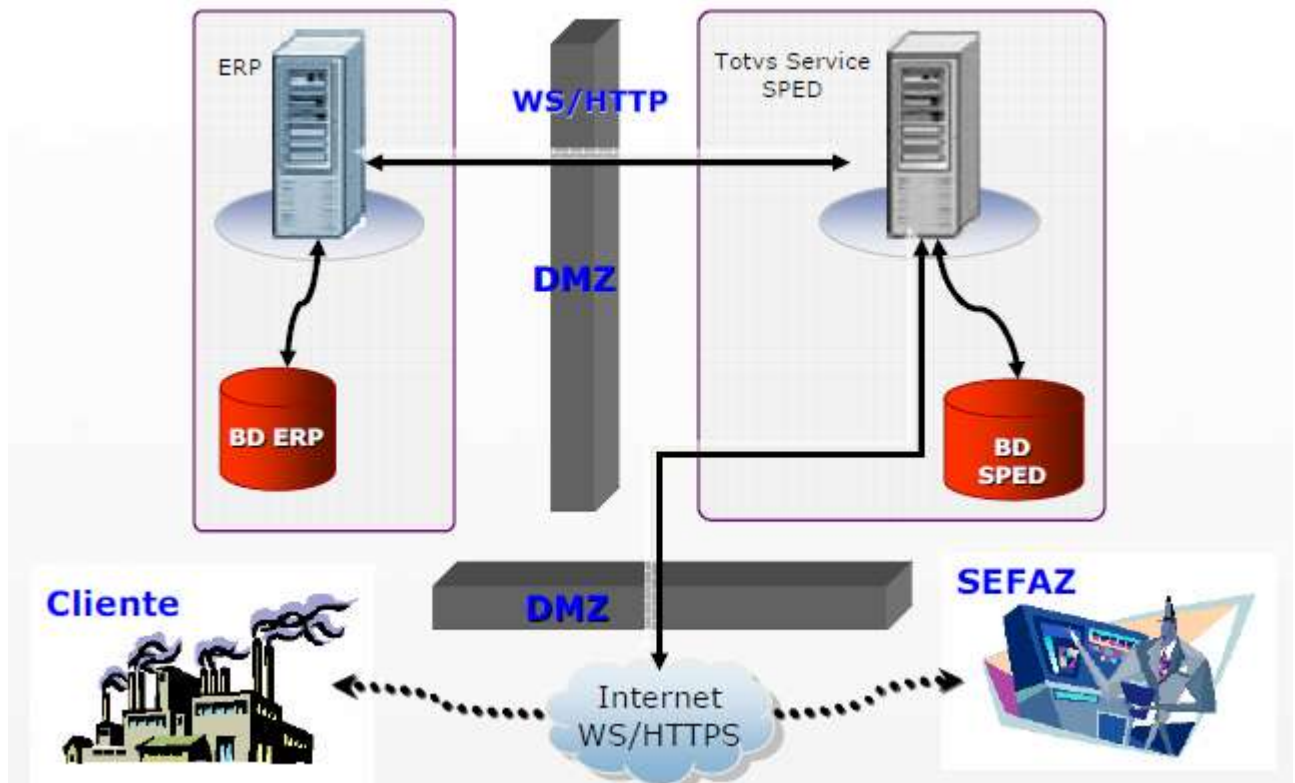 ERP
WS/HTTP
Totvs Service
SPED
DMZ
BD ERP
BD
SPED
Cliente
DMZ
SEFAZ
Internet
WS/HTTPS